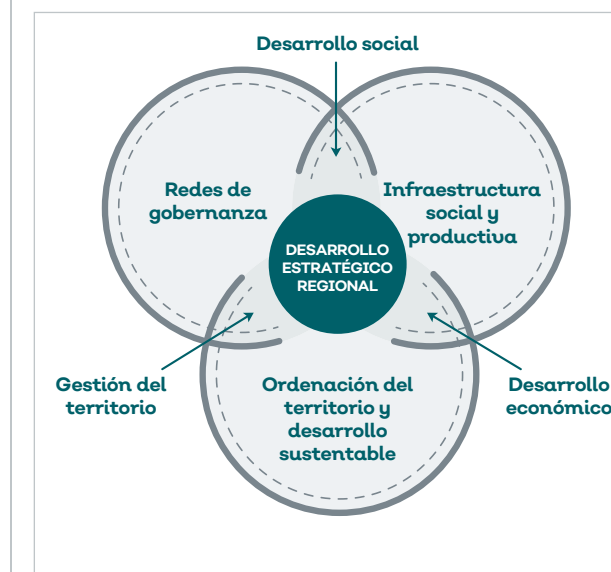 Desarrollo social
Redes de
gobernanza
Infraestructura
social y
productiva
DESARROLLO
ESTRATÉGICO
REGIONAL
Gestión del
territorio
Ordenación del
territorio y
desarrollo
sustentable
Desarrollo
económico